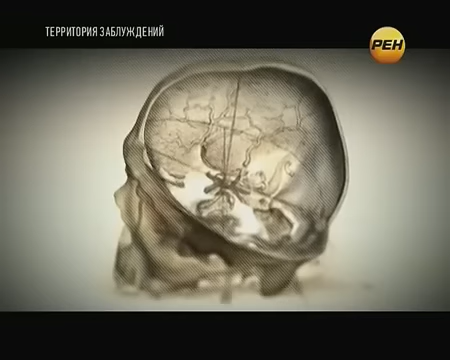 ТЕРРИТОРИЯ ЗАБЛУЖДЕНИЙ
РЕН